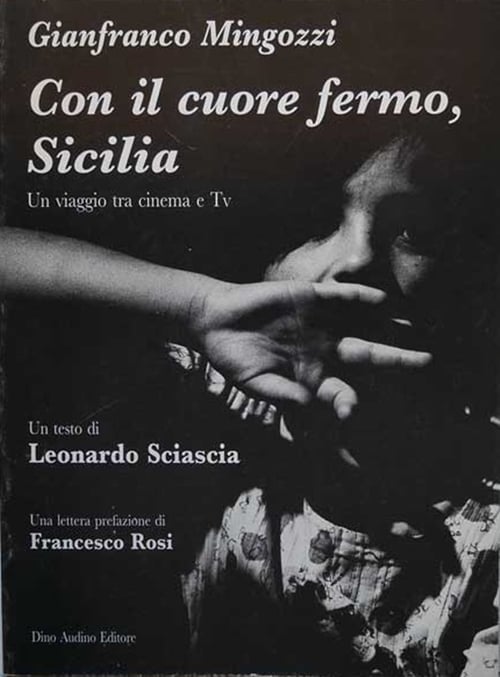 Gianfranco Mingozzi
Con il cuore fermo,
Sicilia
Un viaggio tra cinema e Tv
Un testo di
Leonardo Sciascia
Una lettera prefazione di
Francesco Rosi
Dino Audino Editore